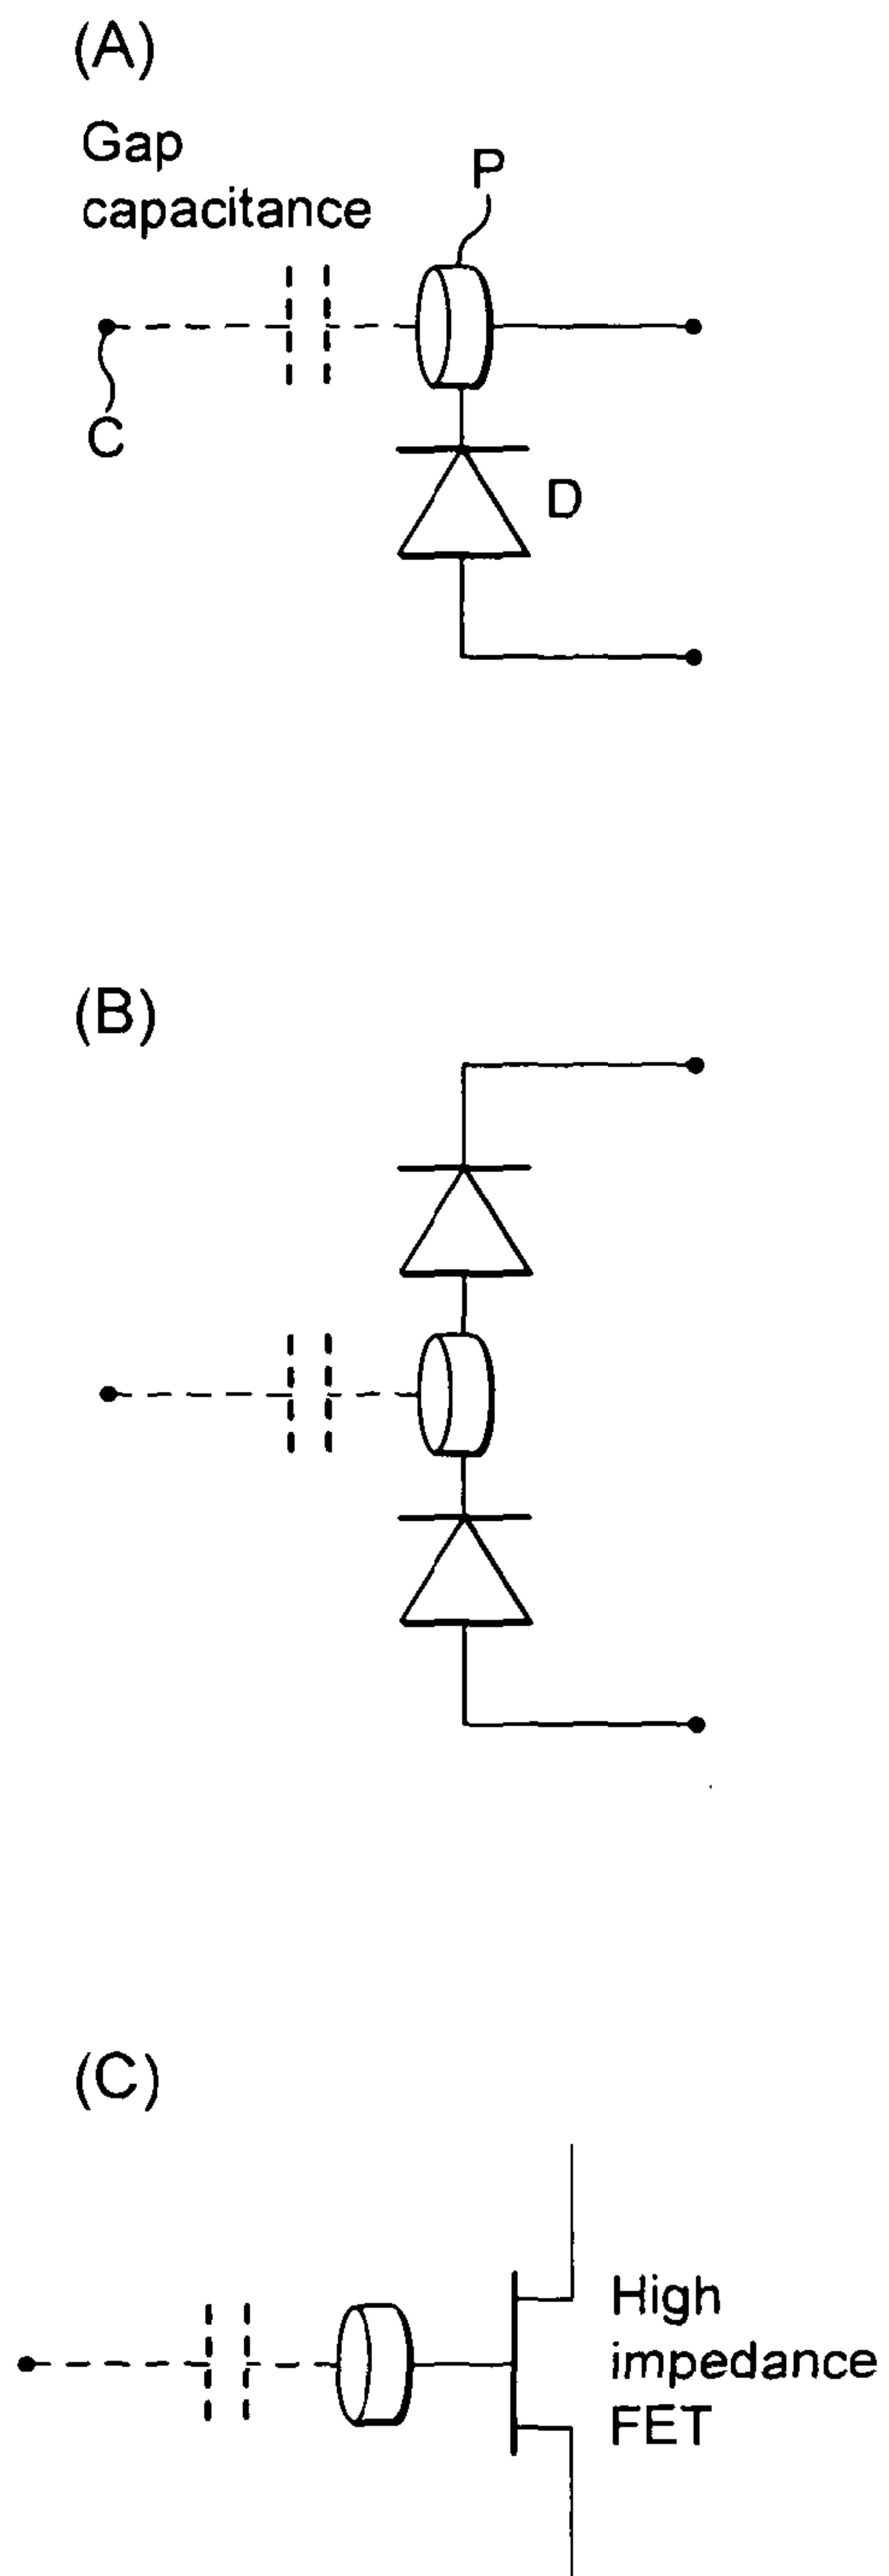 (A)
Gap
capacitance
P
C
D
(B)
(C)
High
impedance
FET